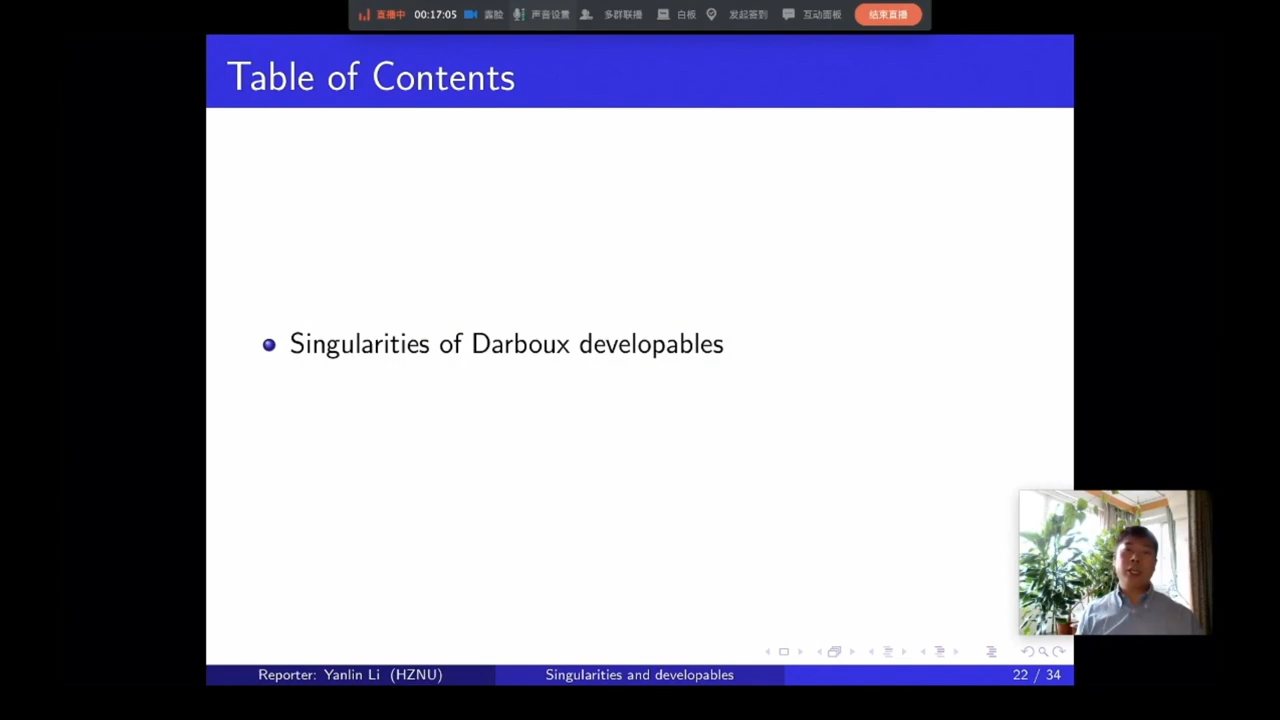 直播中 00:17:05 露脸 声音设置 多群联播 白板 发起签到 互动面板 结束直播
Table of Contents
Singularities of Darboux developables
Reporter: Yanlin Li (HZNU) Singularities and developables 22 / 34